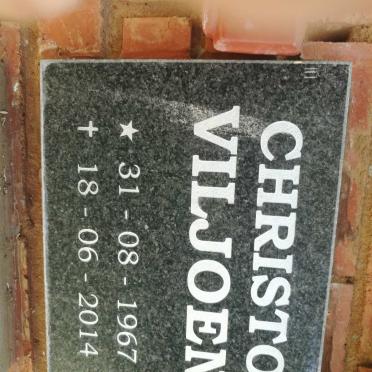 CHRISTO
VILJOEN
★ 31-08-1967
✝ 18-06-2014